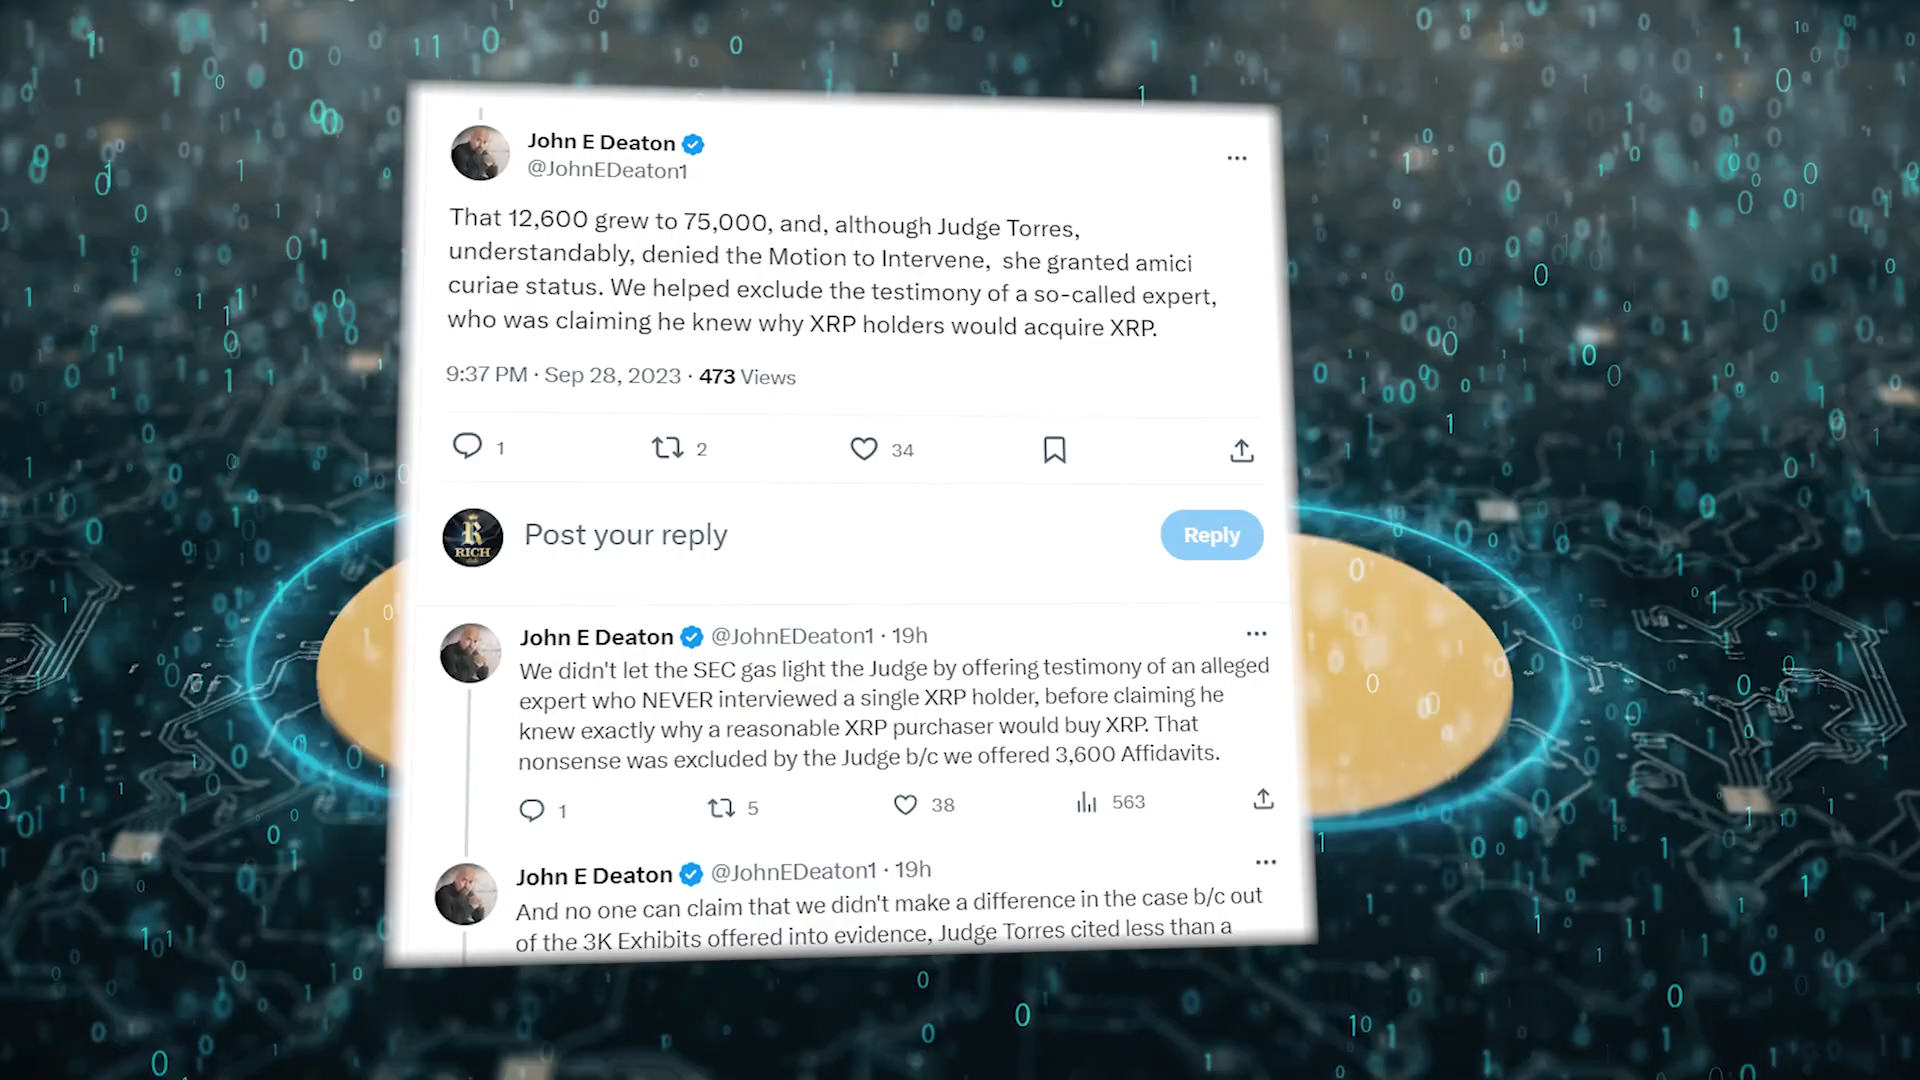 John E Deaton
@JohnEDeaton1
That 12,600 grew to 75,000, and, although Judge Torres,
understandably, denied the Motion to Intervene, she granted amici
curiae status. We helped exclude the testimony of a so-called expert,
who was claiming he knew why XRP holders would acquire XRP.
9:37 PM · Sep 28, 2023 · 473 Views
1 2 34
R
RICH
Post your reply
Reply
John E Deaton @JohnEDeaton1 · 19h
We didn't let the SEC gas light the Judge by offering testimony of an alleged
expert who NEVER interviewed a single XRP holder, before claiming he
knew exactly why a reasonable XRP purchaser would buy XRP. That
nonsense was excluded by the Judge b/c we offered 3,600 Affidavits.
1 5 38 563
John E Deaton @JohnEDeaton1 · 19h
And no one can claim that we didn't make a difference in the case b/c out
of the 3K Exhibits offered into evidence, Judge Torres cited less than a